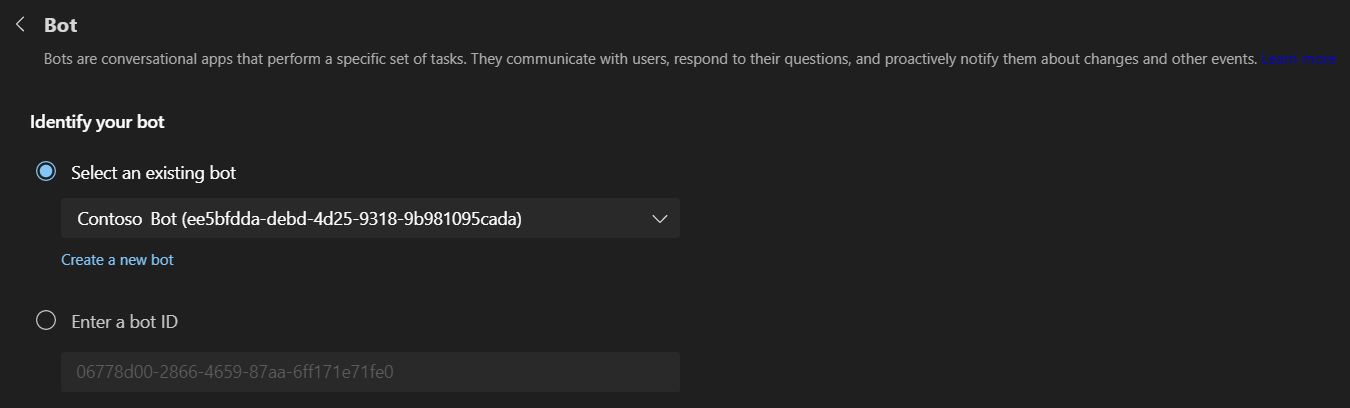 Bot
Bots are conversational apps that perform a specific set of tasks. They communicate with users, respond to their questions, and proactively notify them about changes and other events. Learn more
Identify your bot
Select an existing bot
Contoso Bot (ee5bfdda-debd-4d25-9318-9b981095cada)
Create a new bot
Enter a bot ID
06778d00-2866-4659-87aa-6ff171e71fe0